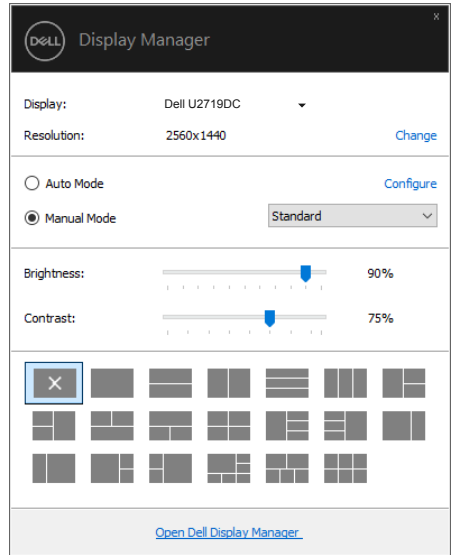 x
DELL Display Manager
Display: Dell U2719DC
Resolution: 2560x1440 Change
Auto Mode Configure
Manual Mode Standard
Brightness: 90%
Contrast: 75%
Open Dell Display Manager